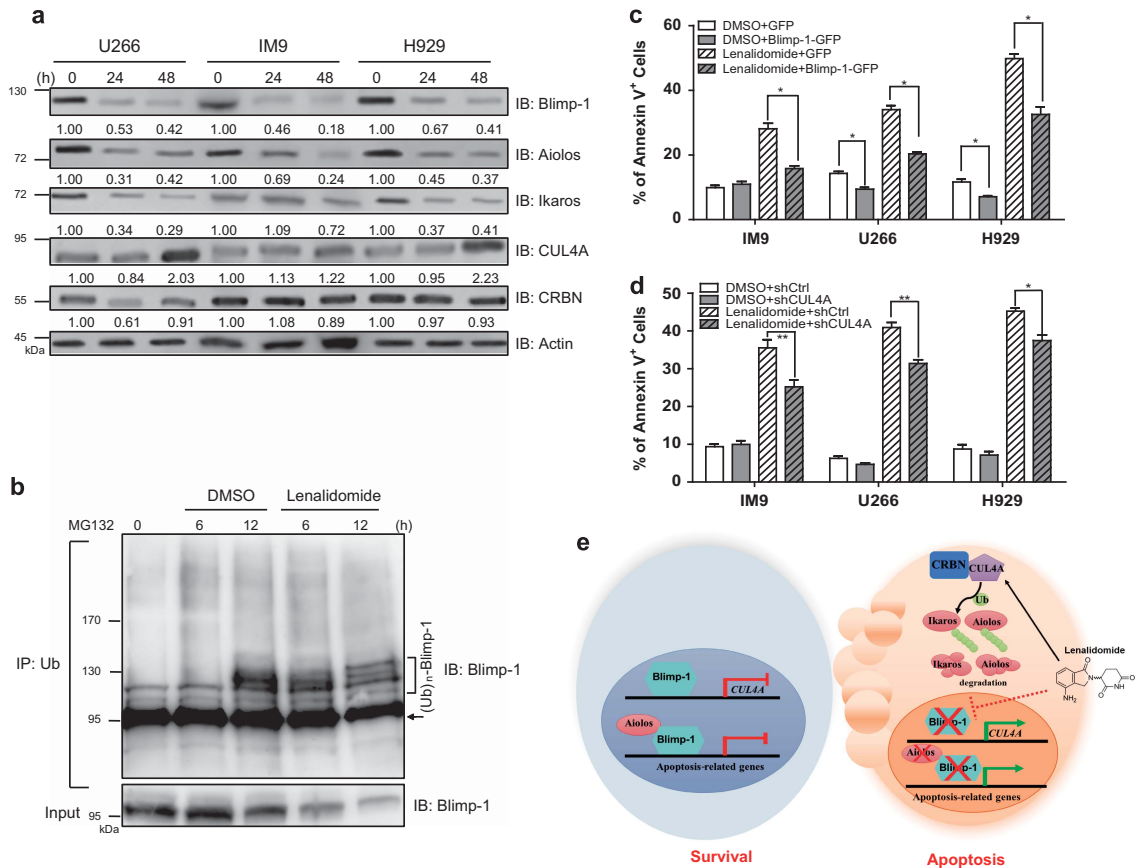 a
U266 IM9 H929
(h) 0 24 48 0 24 48 0 24 48
130
IB: Blimp-1
1.00 0.53 0.42 1.00 0.46 0.18 1.00 0.67 0.41
72
IB: Aiolos
1.00 0.31 0.42 1.00 0.69 0.24 1.00 0.45 0.37
72
IB: Ikaros
1.00 0.34 0.29 1.00 1.09 0.72 1.00 0.37 0.41
95
IB: CUL4A
1.00 0.84 2.03 1.00 1.13 1.22 1.00 0.95 2.23
55
IB: CRBN
1.00 0.61 0.91 1.00 1.08 0.89 1.00 0.97 0.93
45
kDa
IB: Actin
b
DMSO Lenalidomide
MG132 0 6 12 6 12 (h)
IP: Ub
170
130
95
(Ub)n-Blimp-1
IB: Blimp-1
Input
95
kDa
IB: Blimp-1
c
DMSO+GFP
DMSO+Blimp-1-GFP
Lenalidomide+GFP
Lenalidomide+Blimp-1-GFP
% of Annexin V+ Cells
60
40
20
0
* * * * *
IM9 U266 H929
d
DMSO+shCtrl
DMSO+shCUL4A
Lenalidomide+shCtrl
Lenalidomide+shCUL4A
% of Annexin V+ Cells
50
40
30
20
10
0
** ** *
IM9 U266 H929
e
Blimp-1
CUL4A
Aiolos
Blimp-1
Apoptosis-related genes
Survival
CRBN
CUL4A
Ub
Ikaros Aiolos
Ikaros Aiolos
degradation
Lenalidomide
O
N
O
NH
O
NH2
Blimp-1
CUL4A
Aiolos
Blimp-1
Apoptosis-related genes
Apoptosis